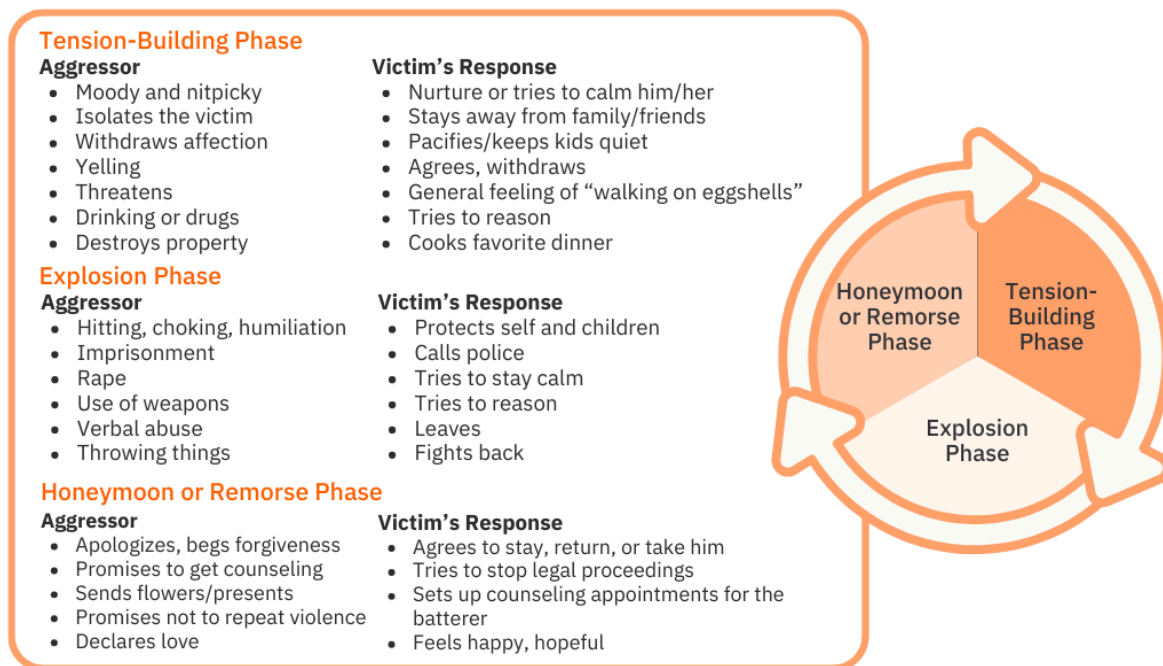 Tension-Building Phase
Aggressor
• Moody and nitpicky
• Isolates the victim
• Withdraws affection
• Yelling
• Threatens
• Drinking or drugs
• Destroys property
Victim's Response
• Nurture or tries to calm him/her
• Stays away from family/friends
• Pacifies/keeps kids quiet
• Agrees, withdraws
• General feeling of “walking on eggshells”
• Tries to reason
• Cooks favorite dinner
Explosion Phase
Aggressor
• Hitting, choking, humiliation
• Imprisonment
• Rape
• Use of weapons
• Verbal abuse
• Throwing things
Victim's Response
• Protects self and children
• Calls police
• Tries to stay calm
• Tries to reason
• Leaves
• Fights back
Honeymoon or Remorse Phase
Aggressor
• Apologizes, begs forgiveness
• Promises to get counseling
• Sends flowers/presents
• Promises not to repeat violence
• Declares love
Victim's Response
• Agrees to stay, return, or take him
• Tries to stop legal proceedings
• Sets up counseling appointments for the
batterer
• Feels happy, hopeful
Honeymoon
or Remorse
Phase
Tension-
Building
Phase
Explosion
Phase